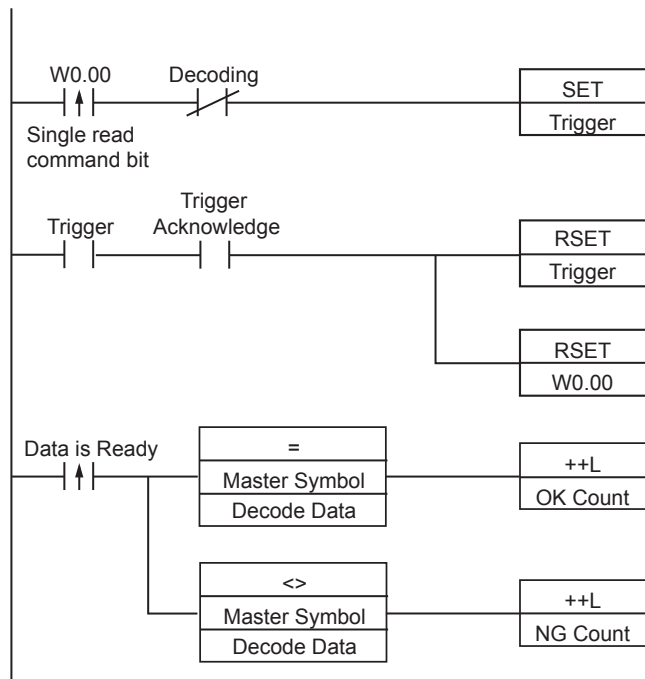 W0.00
Decoding
SET
Trigger
Single read
command bit
Trigger
Trigger
Acknowledge
RSET
Trigger
RSET
W0.00
Data is Ready
=
Master Symbol
Decode Data
++L
OK Count
<>
Master Symbol
Decode Data
++L
NG Count